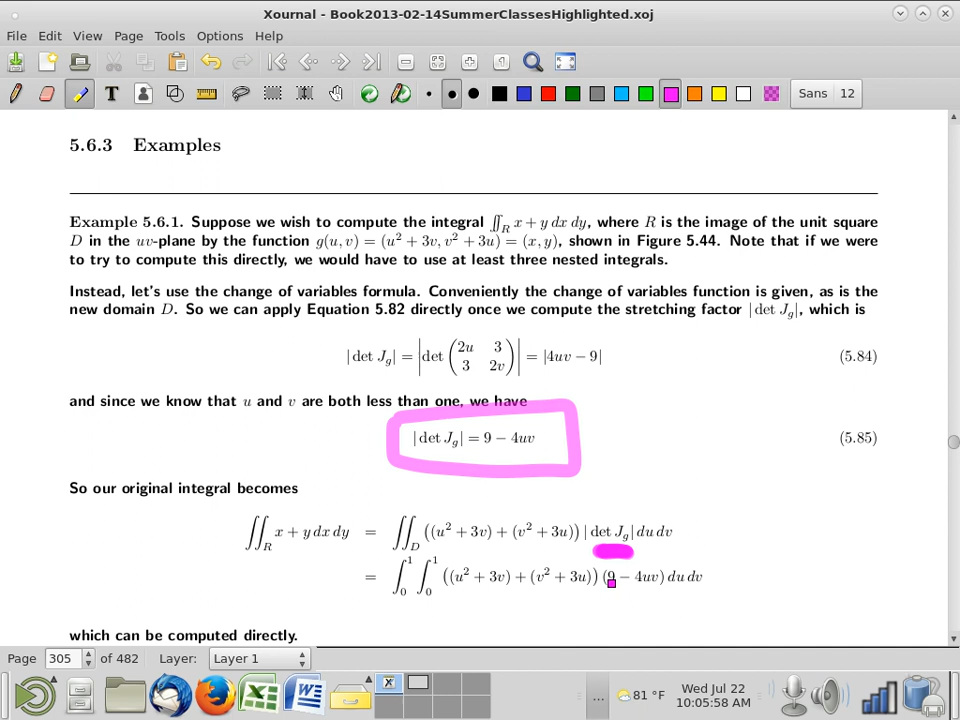 Xournal - Book2013-02-14SummerClassesHighlighted.xoj
File Edit View Page Tools Options Help
Sans 12
5.6.3 Examples
Example 5.6.1. Suppose we wish to compute the integral ∬_R x + y dx dy, where R is the image of the unit square
D in the uv-plane by the function g(u, v) = (u² + 3v, v² + 3u) = (x, y), shown in Figure 5.44. Note that if we were
to try to compute this directly, we would have to use at least three nested integrals.
Instead, let's use the change of variables formula. Conveniently the change of variables function is given, as is the
new domain D. So we can apply Equation 5.82 directly once we compute the stretching factor | det J_g|, which is
| det J_g| = |det (2u 3 
3 2v)| = |4uv − 9| (5.84)
and since we know that u and v are both less than one, we have
| det J_g| = 9 − 4uv (5.85)
So our original integral becomes
∬_R x + y dx dy = ∬_D ((u² + 3v) + (v² + 3u)) | det J_g| du dv
= ∫_0^1 ∫_0^1 ((u² + 3v) + (v² + 3u)) (9 − 4uv) du dv
which can be computed directly.
Page 305 of 482 Layer: Layer 1
81 °F
Wed Jul 22
10:05:58 AM